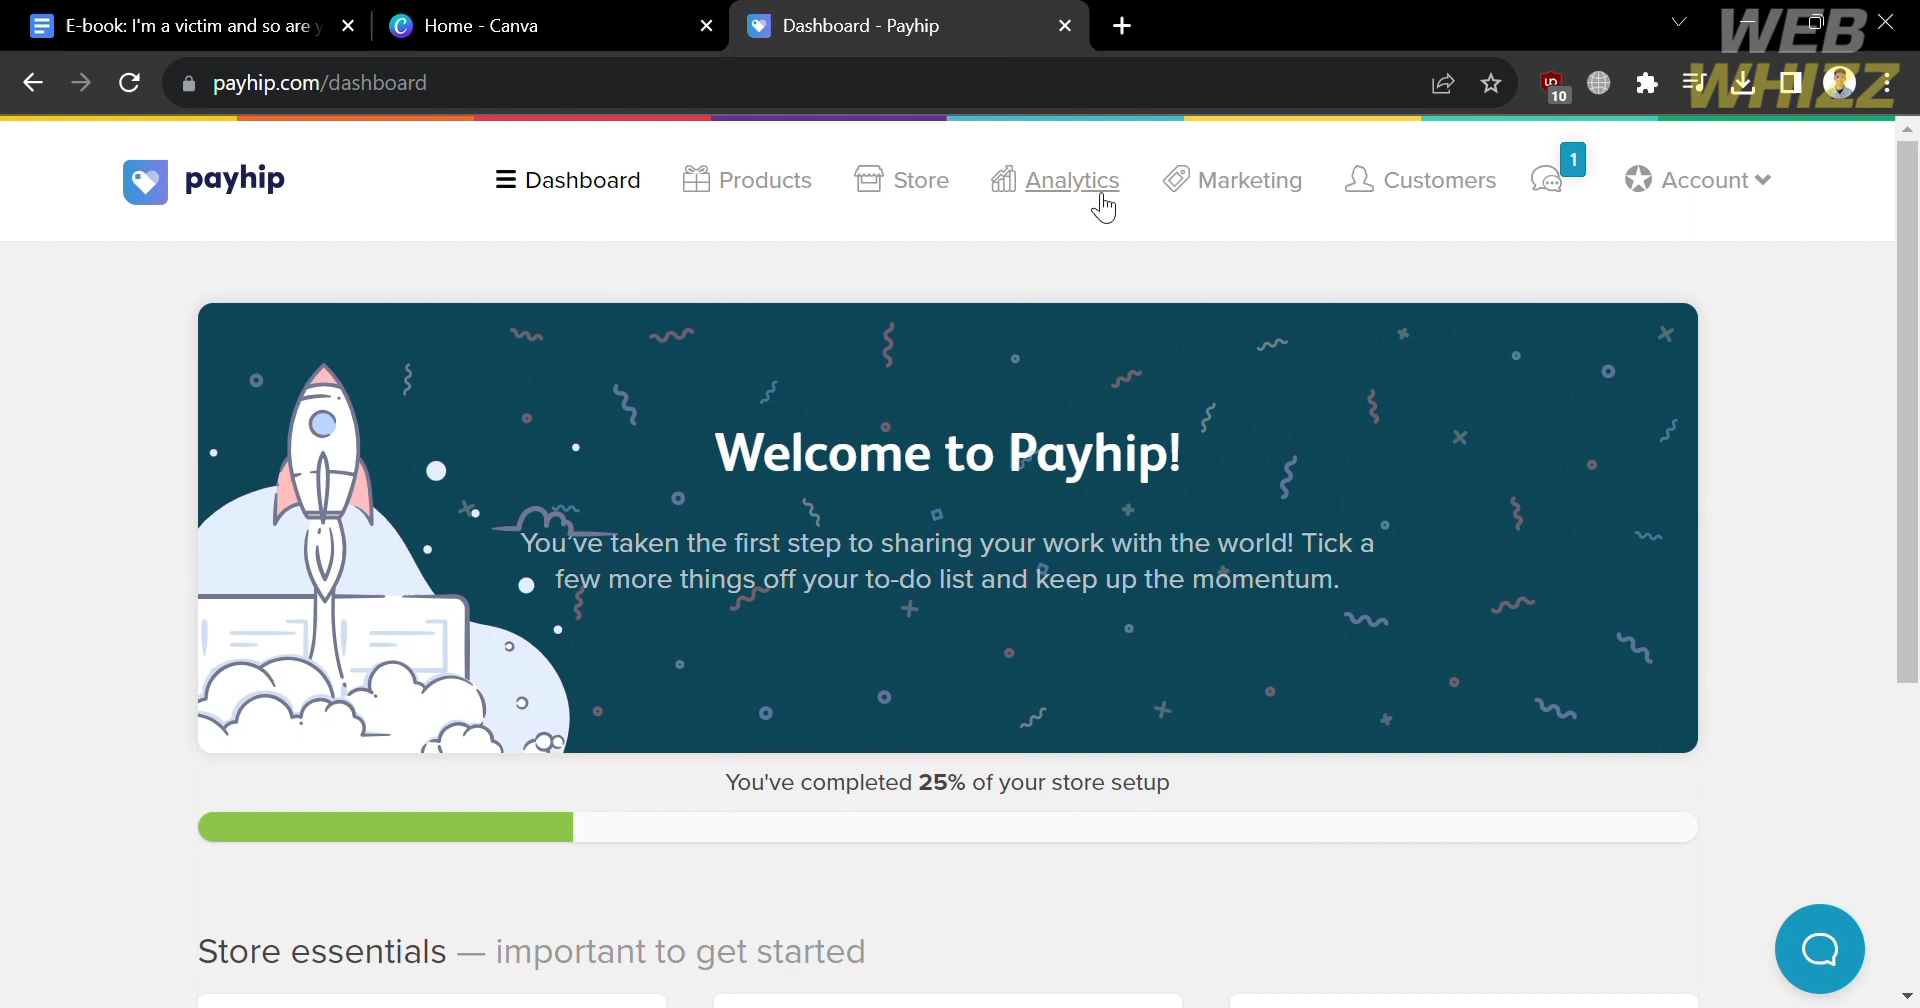 E-book: I'm a victim and so are y
Home - Canva
Dashboard - Payhip
WEB
WHIZZ
payhip.com/dashboard
10
payhip
Dashboard
Products
Store
Analytics
Marketing
Customers
1
Account
Welcome to Payhip!
You've taken the first step to sharing your work with the world! Tick a
few more things off your to-do list and keep up the momentum.
You've completed 25% of your store setup
Store essentials — important to get started